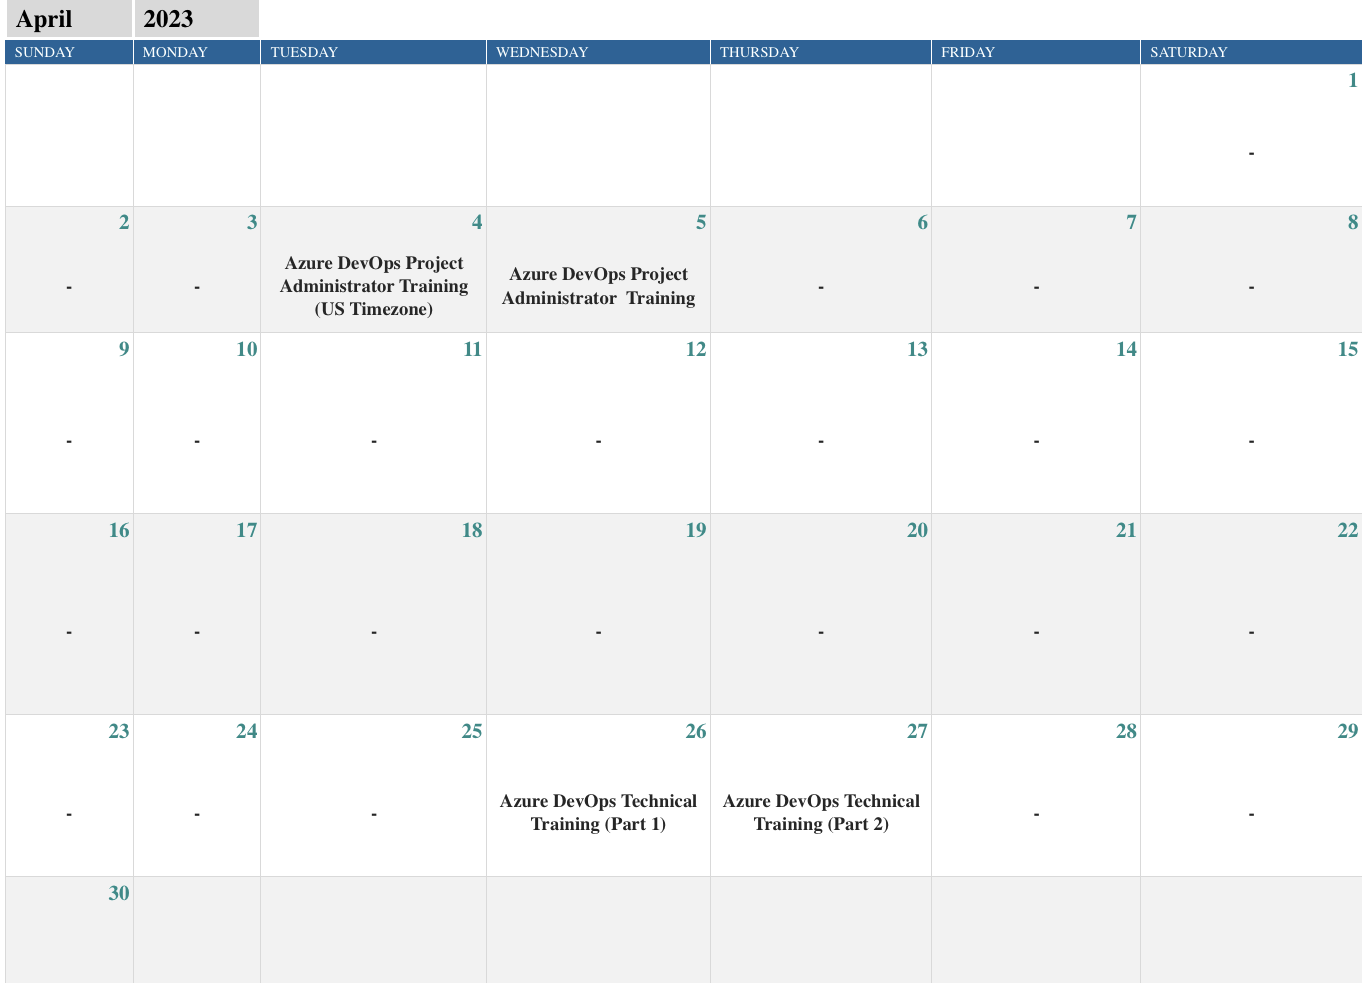 April 2023
SUNDAY MONDAY TUESDAY WEDNESDAY THURSDAY FRIDAY SATURDAY
1
-
2 3 4 5 6 7 8
- - Azure DevOps Project
Administrator Training
(US Timezone) Azure DevOps Project
Administrator  Training - - -
9 10 11 12 13 14 15
- - - - - - -
16 17 18 19 20 21 22
- - - - - - -
23 24 25 26 27 28 29
- - - Azure DevOps Technical
Training (Part 1) Azure DevOps Technical
Training (Part 2) - -
30